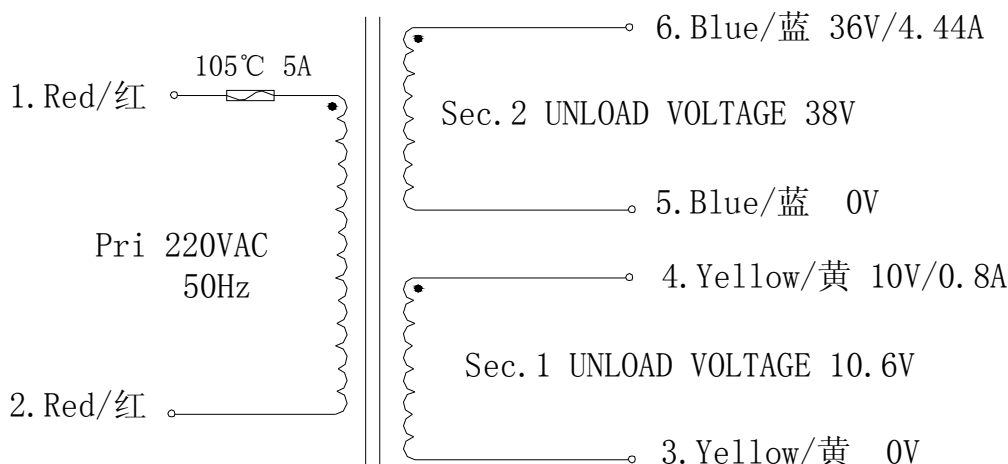 6.Blue/蓝 36V/4.44A
105℃ 5A
1.Red/红
Sec.2 UNLOAD VOLTAGE 38V
5.Blue/蓝 0V
Pri 220VAC
50Hz
4.Yellow/黄 10V/0.8A
Sec.1 UNLOAD VOLTAGE 10.6V
2.Red/红
3.Yellow/黄 0V